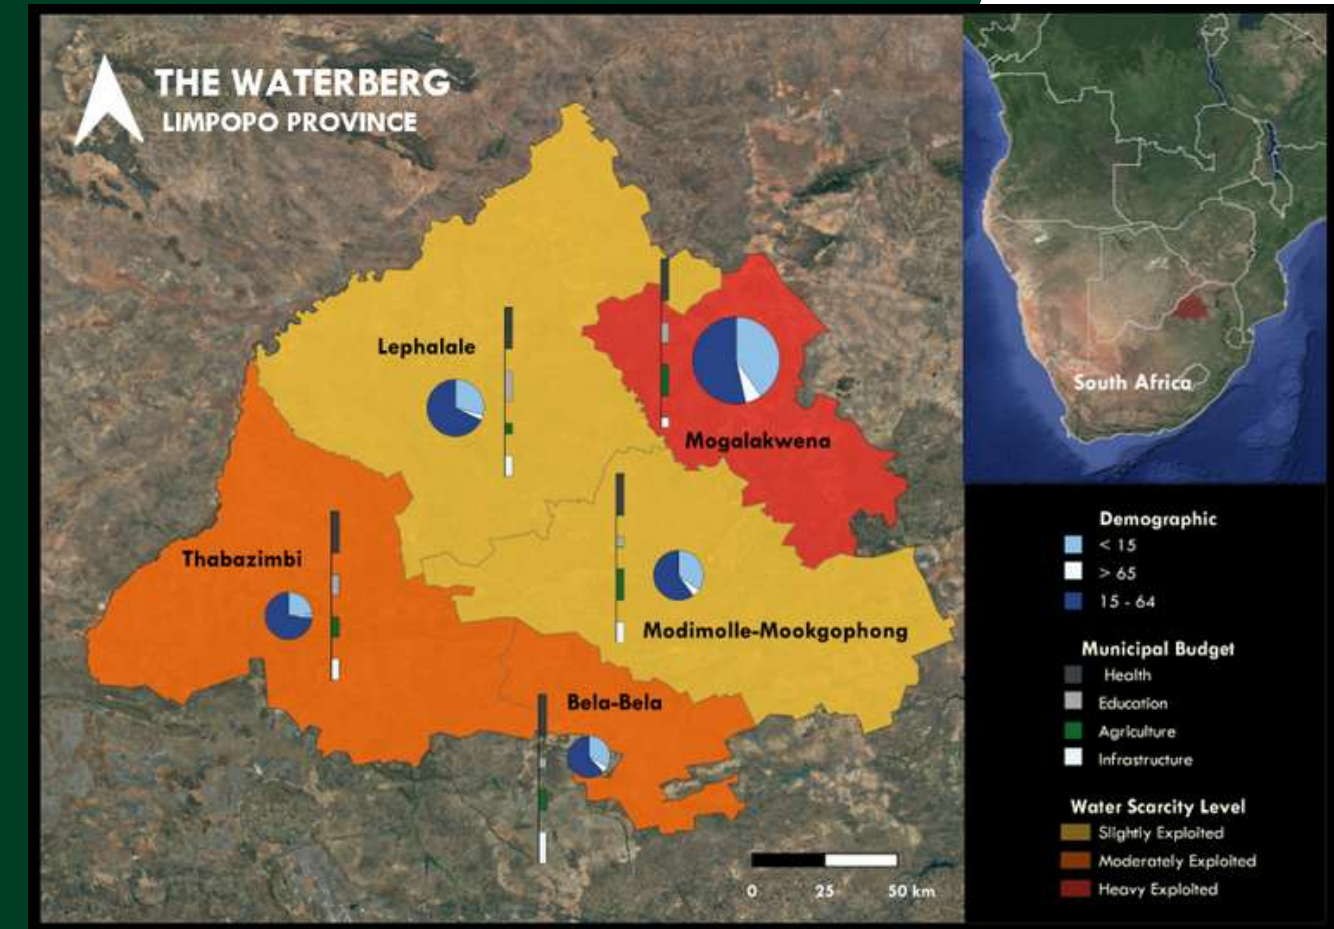 THE WATERBERG
LIMPOPO PROVINCE
Lephalale
Mogalakwena
Thabazimbi
Modimolle-Mookgophong
Bela-Bela
0 25 50 km
South Africa
Demographic
< 15
> 65
15 - 64
Municipal Budget
Health
Education
Agriculture
Infrastructure
Water Scarcity Level
Slightly Exploited
Moderately Exploited
Heavy Exploited